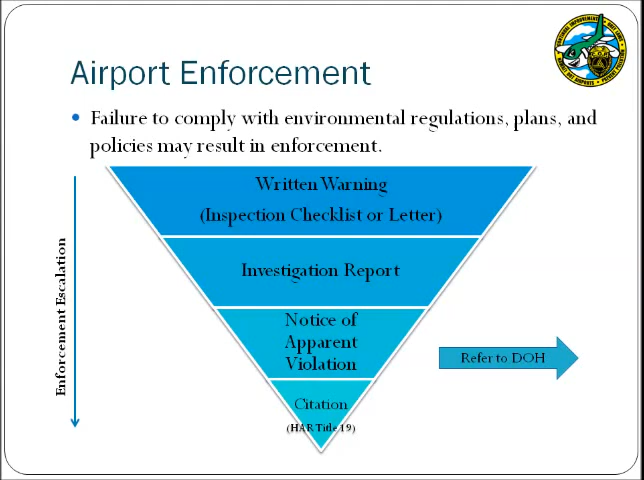 Airport Enforcement
Failure to comply with environmental regulations, plans, and
policies may result in enforcement.
Written Warning
(Inspection Checklist or Letter)
Investigation Report
Notice of
Apparent
Violation
Citation
(HAR Title 19)
Enforcement Escalation
Refer to DOH